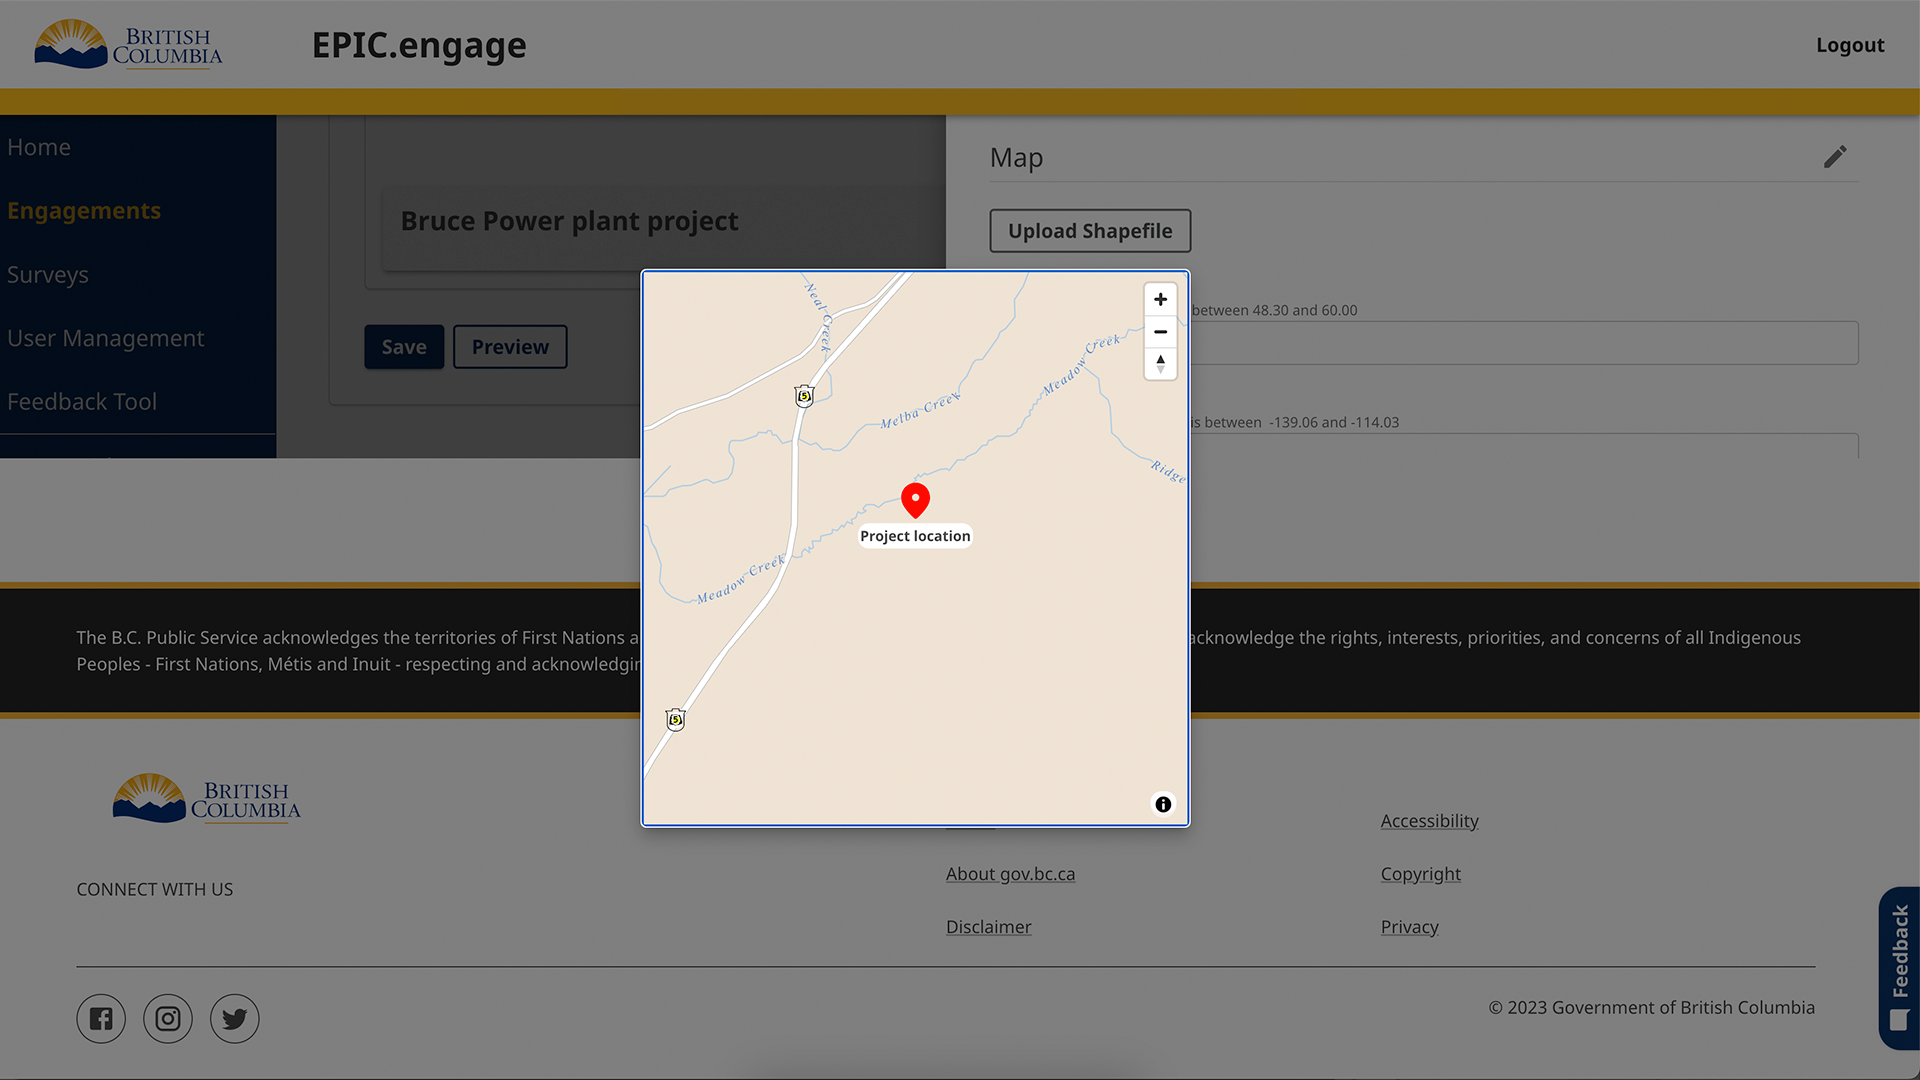 BRITISH
COLUMBIA
EPIC.engage
Logout
Home
Engagements
Surveys
User Management
Feedback Tool
Bruce Power plant project
Save
Preview
Map
Upload Shapefile
between 48.30 and 60.00
is between -139.06 and -114.03
Neal Creek
5
Melba Creek
Meadow Creek
Ridge
Project location
Meadow Creek
5
The B.C. Public Service acknowledges the territories of First Nations a
acknowledge the rights, interests, priorities, and concerns of all Indigenous
Peoples - First Nations, Métis and Inuit - respecting and acknowledgin
BRITISH
COLUMBIA
Accessibility
CONNECT WITH US
About gov.bc.ca
Copyright
Disclaimer
Privacy
Feedback
© 2023 Government of British Columbia